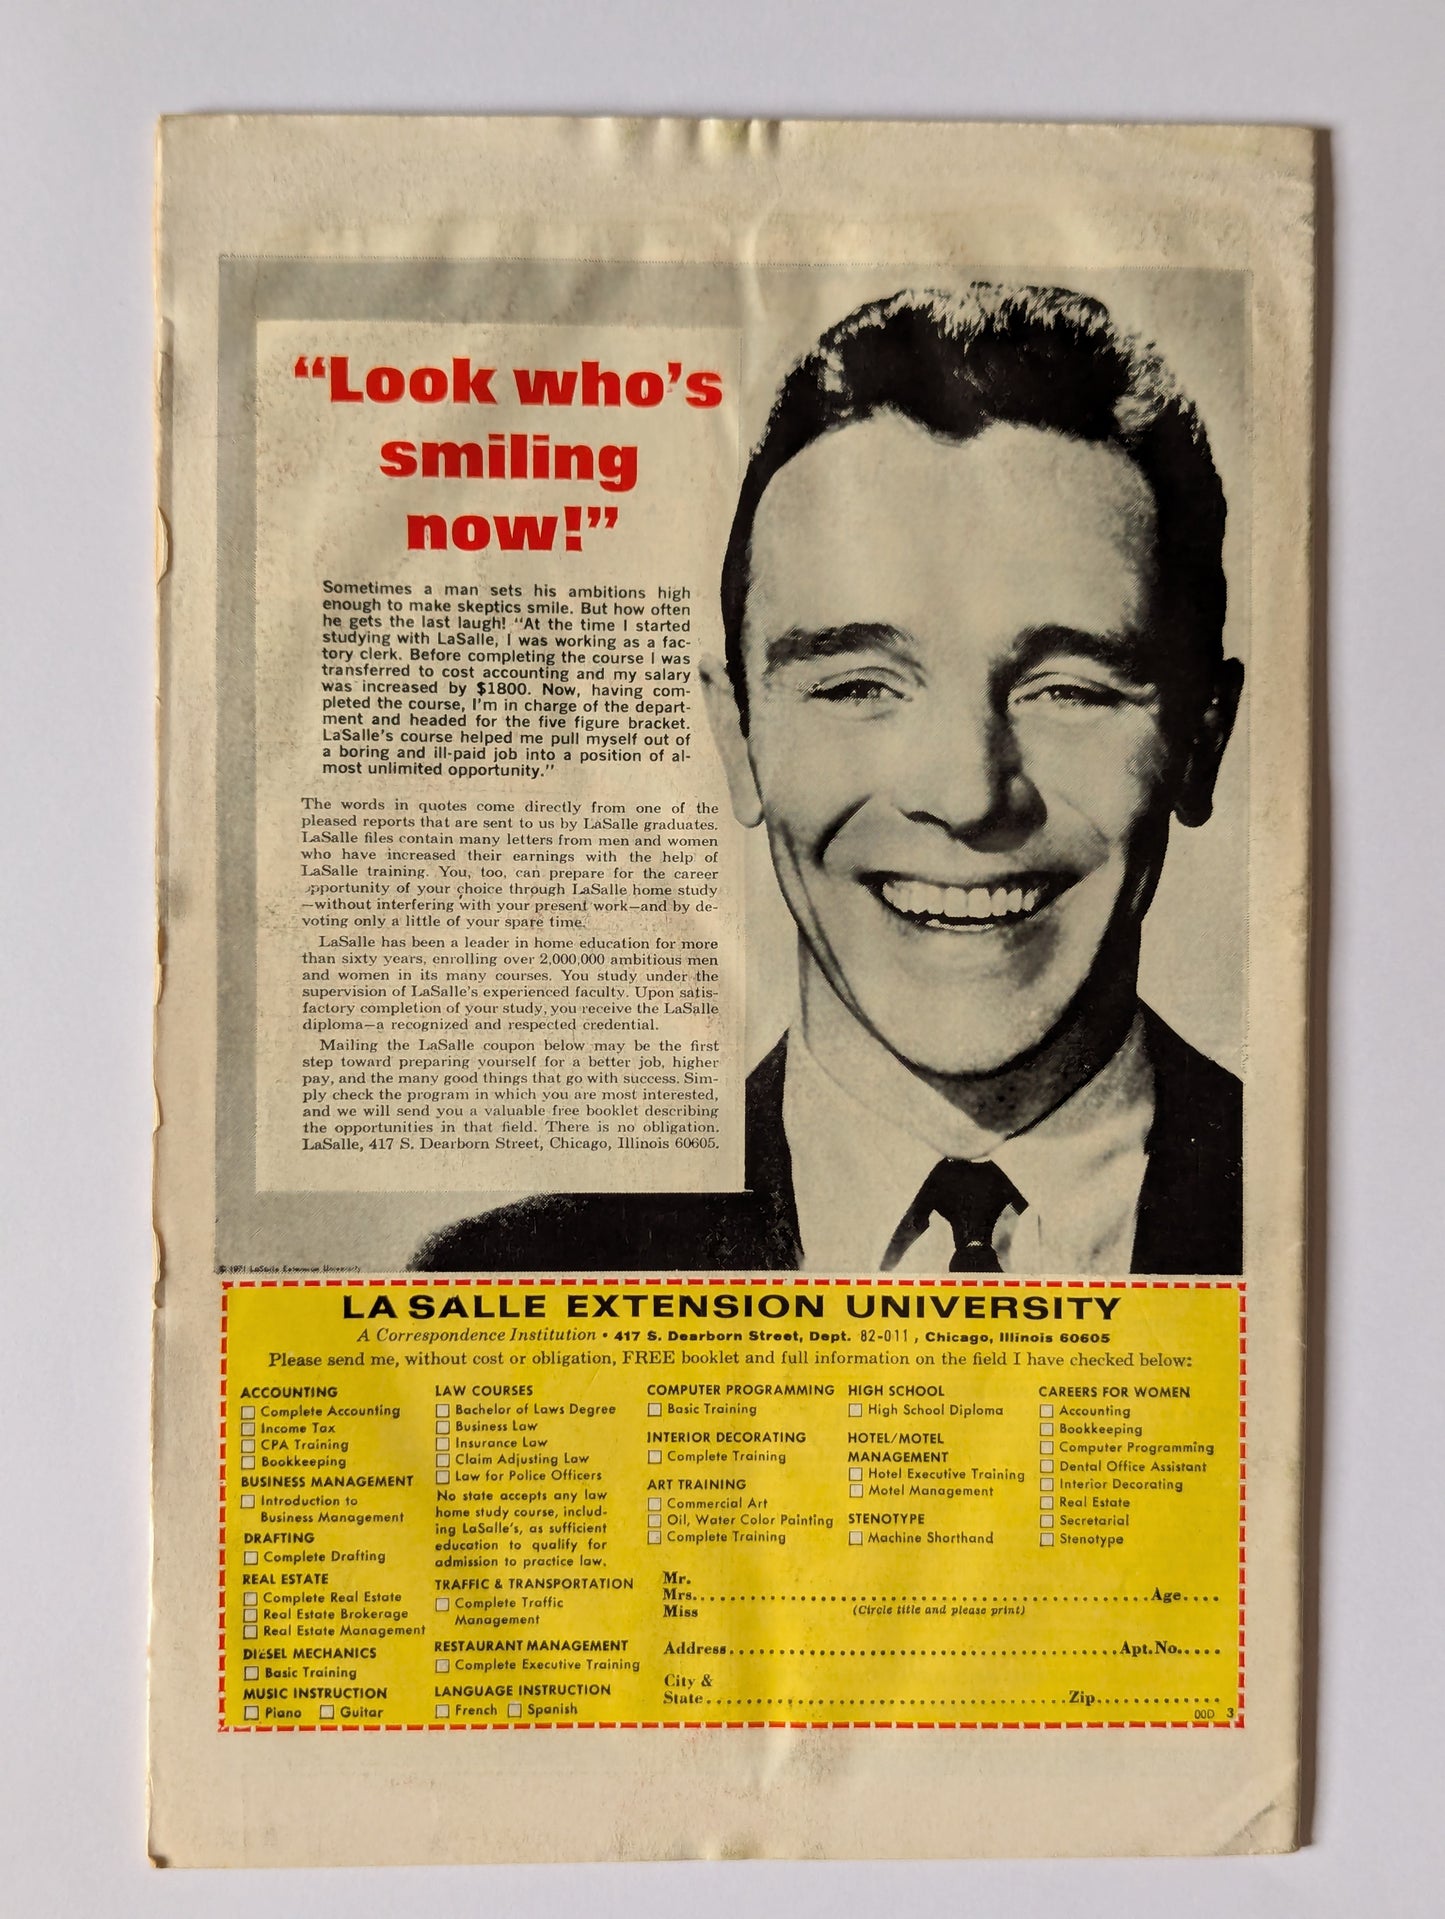 “Look who’s
smiling
now!”
Sometimes a man sets his ambitions high
enough to make skeptics smile. But how often
he gets the last laugh! “At the time I started
studying with LaSalle, I was working as a fac-
tory clerk. Before completing the course I was
transferred to cost accounting and my salary
was increased by $1800. Now, having com-
pleted the course, I’m in charge of the depart-
ment and headed for the five figure bracket.
LaSalle’s course helped me pull myself out of
a boring and ill-paid job into a position of al-
most unlimited opportunity.”
The words in quotes come directly from one of the
pleased reports that are sent to us by LaSalle graduates.
LaSalle files contain many letters from men and women
who have increased their earnings with the help of
LaSalle training. You, too, can prepare for the career
opportunity of your choice through LaSalle home study
—without interfering with your present work—and by de-
voting only a little of your spare time.
LaSalle has been a leader in home education for more
than sixty years, enrolling over 2,000,000 ambitious men
and women in its many courses. You study under the
supervision of LaSalle’s experienced faculty. Upon satis-
factory completion of your study, you receive the LaSalle
diploma—a recognized and respected credential.
Mailing the LaSalle coupon below may be the first
step toward preparing yourself for a better job, higher
pay, and the many good things that go with success. Sim-
ply check the program in which you are most interested,
and we will send you a valuable free booklet describing
the opportunities in that field. There is no obligation.
LaSalle, 417 S. Dearborn Street, Chicago, Illinois 60605.
© 1971 LaSalle Extension University
LA SALLE EXTENSION UNIVERSITY
A Correspondence Institution • 417 S. Dearborn Street, Dept. 82-011, Chicago, Illinois 60605
Please send me, without cost or obligation, FREE booklet and full information on the field I have checked below:
ACCOUNTING
Complete Accounting
Income Tax
CPA Training
Bookkeeping
BUSINESS MANAGEMENT
Introduction to
Business Management
DRAFTING
Complete Drafting
REAL ESTATE
Complete Real Estate
Real Estate Brokerage
Real Estate Management
DIESEL MECHANICS
Basic Training
MUSIC INSTRUCTION
Piano Guitar
LAW COURSES
Bachelor of Laws Degree
Business Law
Insurance Law
Claim Adjusting Law
Law for Police Officers
No state accepts any law
home study course, includ-
ing LaSalle’s, as sufficient
education to qualify for
admission to practice law.
TRAFFIC & TRANSPORTATION
Complete Traffic
Management
RESTAURANT MANAGEMENT
Complete Executive Training
LANGUAGE INSTRUCTION
French Spanish
COMPUTER PROGRAMMING
Basic Training
INTERIOR DECORATING
Complete Training
ART TRAINING
Commercial Art
Oil, Water Color Painting
Complete Training
HIGH SCHOOL
High School Diploma
HOTEL/MOTEL
MANAGEMENT
Hotel Executive Training
Motel Management
STENOTYPE
Machine Shorthand
CAREERS FOR WOMEN
Accounting
Bookkeeping
Computer Programming
Dental Office Assistant
Interior Decorating
Real Estate
Secretarial
Stenotype
Mr.
Mrs. Age
Miss (Circle title and please print)
Address Apt. No.
City &
State Zip
00D 3